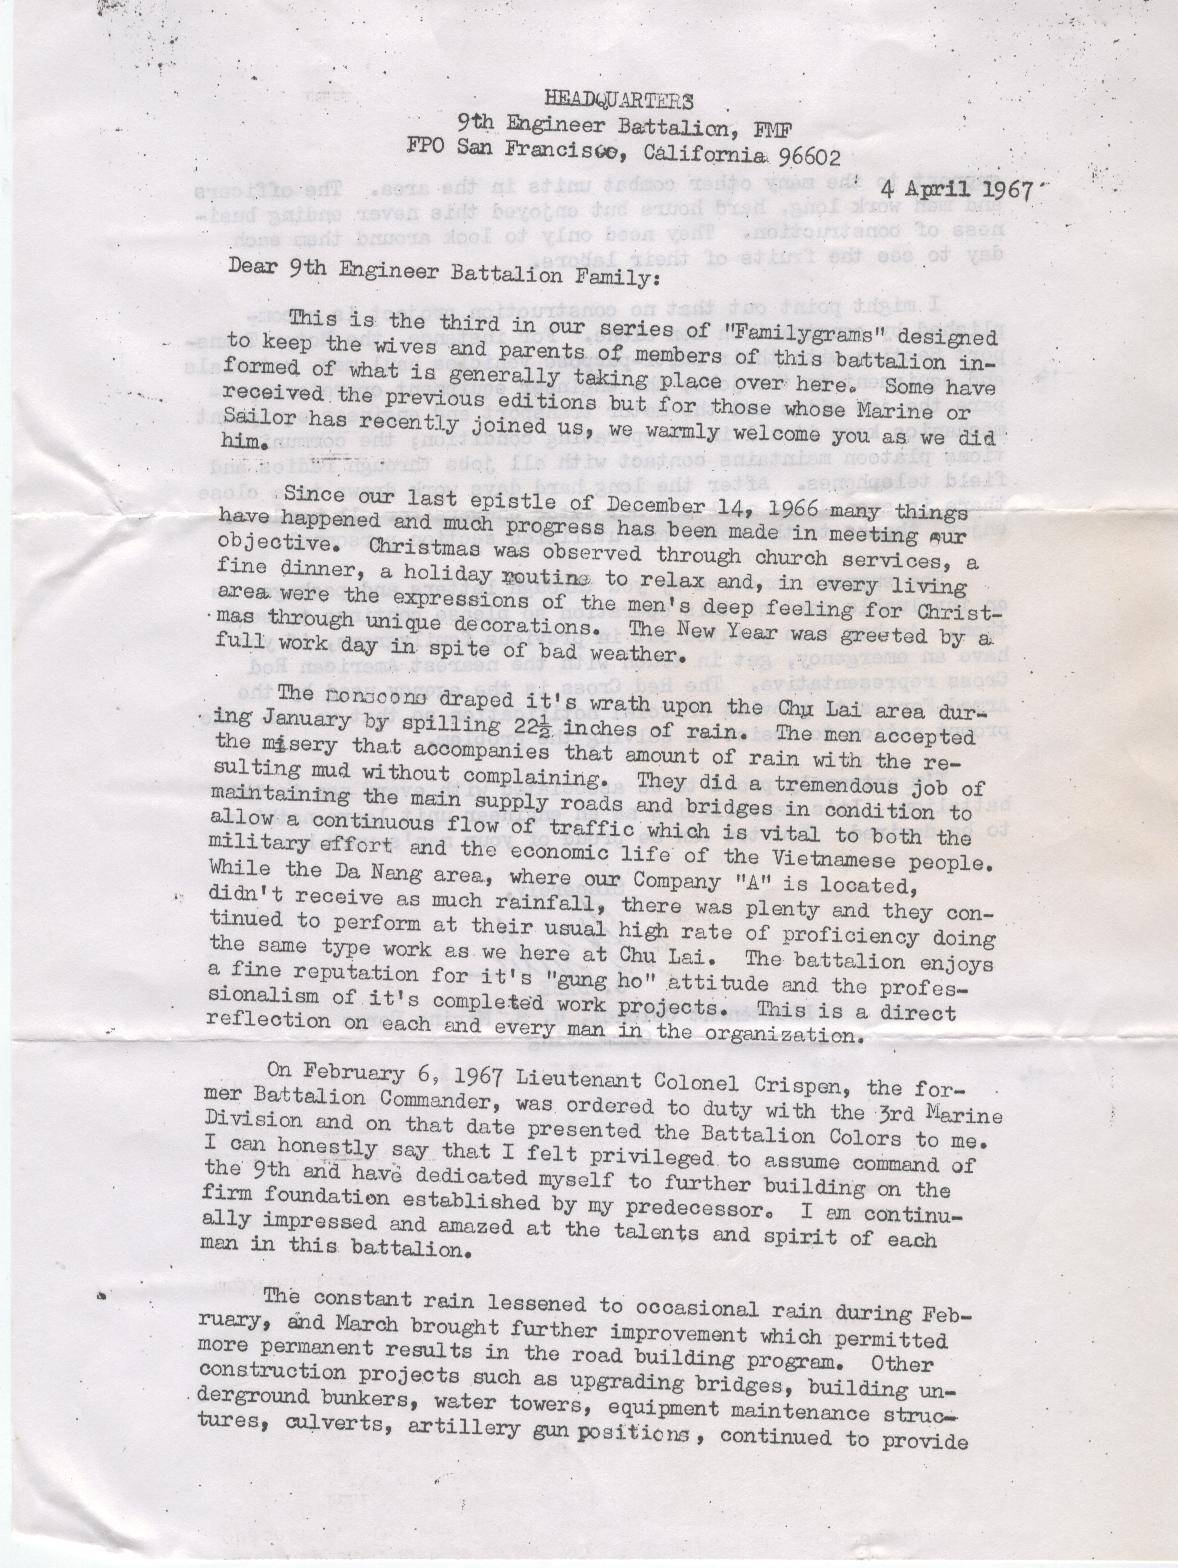 HEADQUARTERS
9th Engineer Battalion, FMF
FPO San Francisco, California 96602
4 April 1967
Dear 9th Engineer Battalion Family:
This is the third in our series of "Familygrams" designed
to keep the wives and parents of members of this battalion in-
formed of what is generally taking place over here. Some have
received the previous editions but for those whose Marine or
Sailor has recently joined us, we warmly welcome you as we did
him.
Since our last epistle of December 14, 1966 many things
have happened and much progress has been made in meeting our
objective. Christmas was observed through church services, a
fine dinner, a holiday routine to relax and, in every living
area were the expressions of the men's deep feeling for Christ-
mas through unique decorations. The New Year was greeted by a
full work day in spite of bad weather.
The monsoons draped it's wrath upon the Chu Lai area dur-
ing January by spilling 22½ inches of rain. The men accepted
the misery that accompanies that amount of rain with the re-
sulting mud without complaining. They did a tremendous job of
maintaining the main supply roads and bridges in condition to
allow a continuous flow of traffic which is vital to both the
military effort and the economic life of the Vietnamese people.
While the Da Nang area, where our Company "A" is located,
didn't receive as much rainfall, there was plenty and they con-
tinued to perform at their usual high rate of proficiency doing
the same type work as we here at Chu Lai. The battalion enjoys
a fine reputation for it's "gung ho" attitude and the profes-
sionalism of it's completed work projects. This is a direct
reflection on each and every man in the organization.
On February 6, 1967 Lieutenant Colonel Crispen, the for-
mer Battalion Commander, was ordered to duty with the 3rd Marine
Division and on that date presented the Battalion Colors to me.
I can honestly say that I felt privileged to assume command of
the 9th and have dedicated myself to further building on the
firm foundation established by my predecessor. I am continu-
ally impressed and amazed at the talents and spirit of each
man in this battalion.
The constant rain lessened to occasional rain during Feb-
ruary, and March brought further improvement which permitted
more permanent results in the road building program. Other
construction projects such as upgrading bridges, building un-
derground bunkers, water towers, equipment maintenance struc-
tures, culverts, artillery gun positions, continued to provide